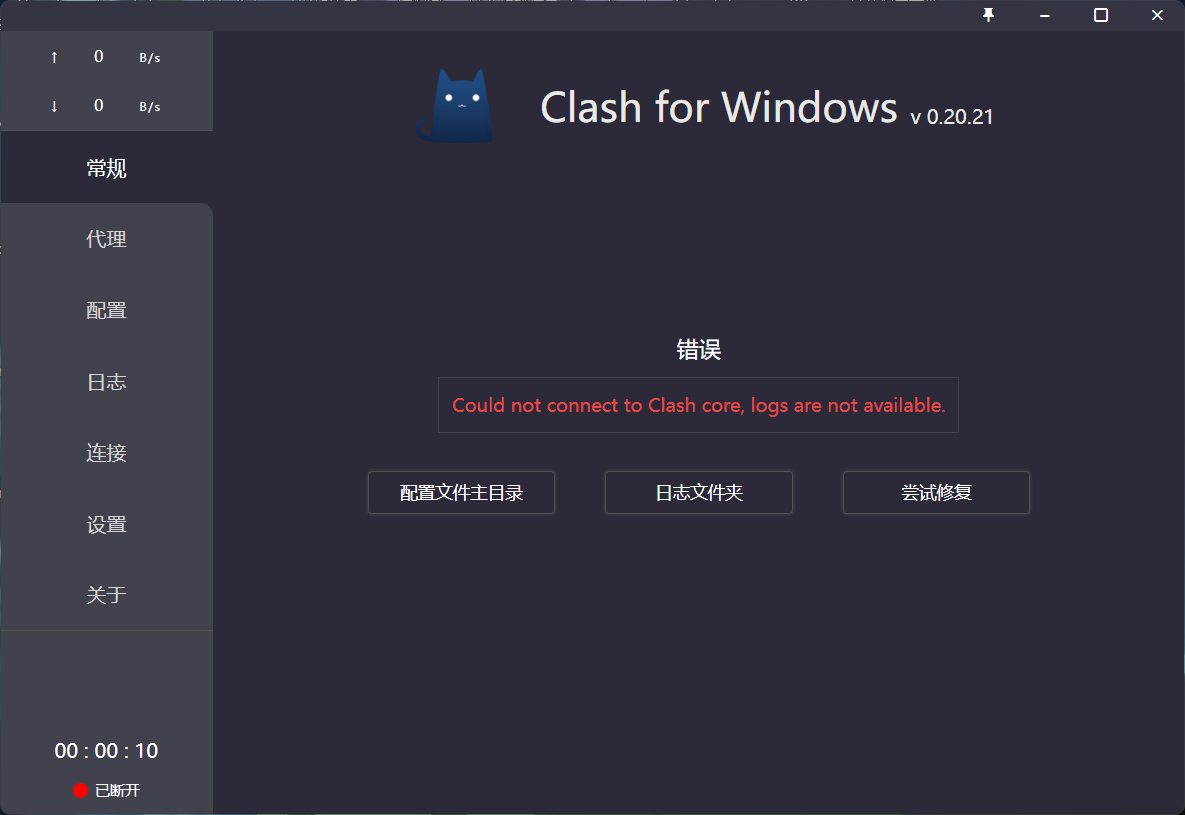 ↑ 0 B/s
↓ 0 B/s
常规
代理
配置
日志
连接
设置
关于
00 : 00 : 10
已断开
Clash for Windows v 0.20.21
错误
Could not connect to Clash core, logs are not available.
配置文件主目录 日志文件夹 尝试修复